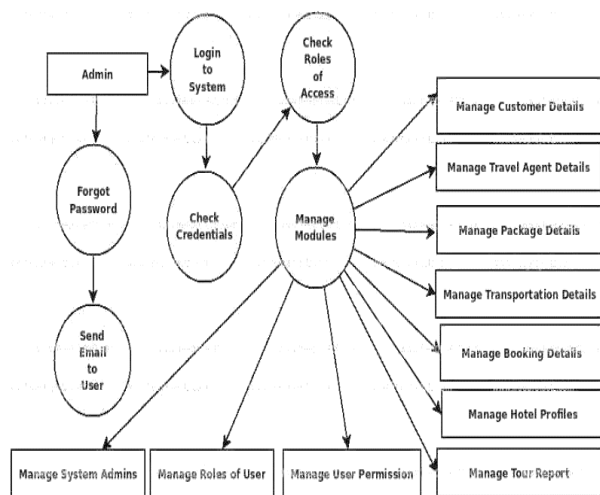 Admin
Login
to
System
Check
Roles
of
Access
Forgot
Password
Check
Credentials
Manage
Modules
Send
Email
to
User
Manage Customer Details
Manage Travel Agent Details
Manage Package Details
Manage Transportation Details
Manage Booking Details
Manage Hotel Profiles
Manage Tour Report
Manage System Admins
Manage Roles of User
Manage User Permission